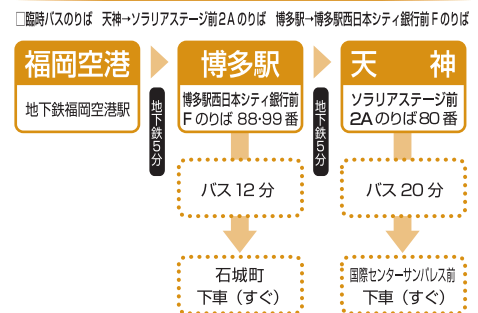 □臨時バスのりば　天神→ソラリアステージ前2Aのりば　博多駅→博多駅西日本シティ銀行前Fのりば
福岡空港
地下鉄福岡空港駅
地下鉄5分
博多駅
博多駅西日本シティ銀行前
Fのりば 88・99番
地下鉄5分
天　神
ソラリアステージ前
2Aのりば80番
バス12分
バス20分
石城町
下車（すぐ）
国際センターサンパレス前
下車（すぐ）